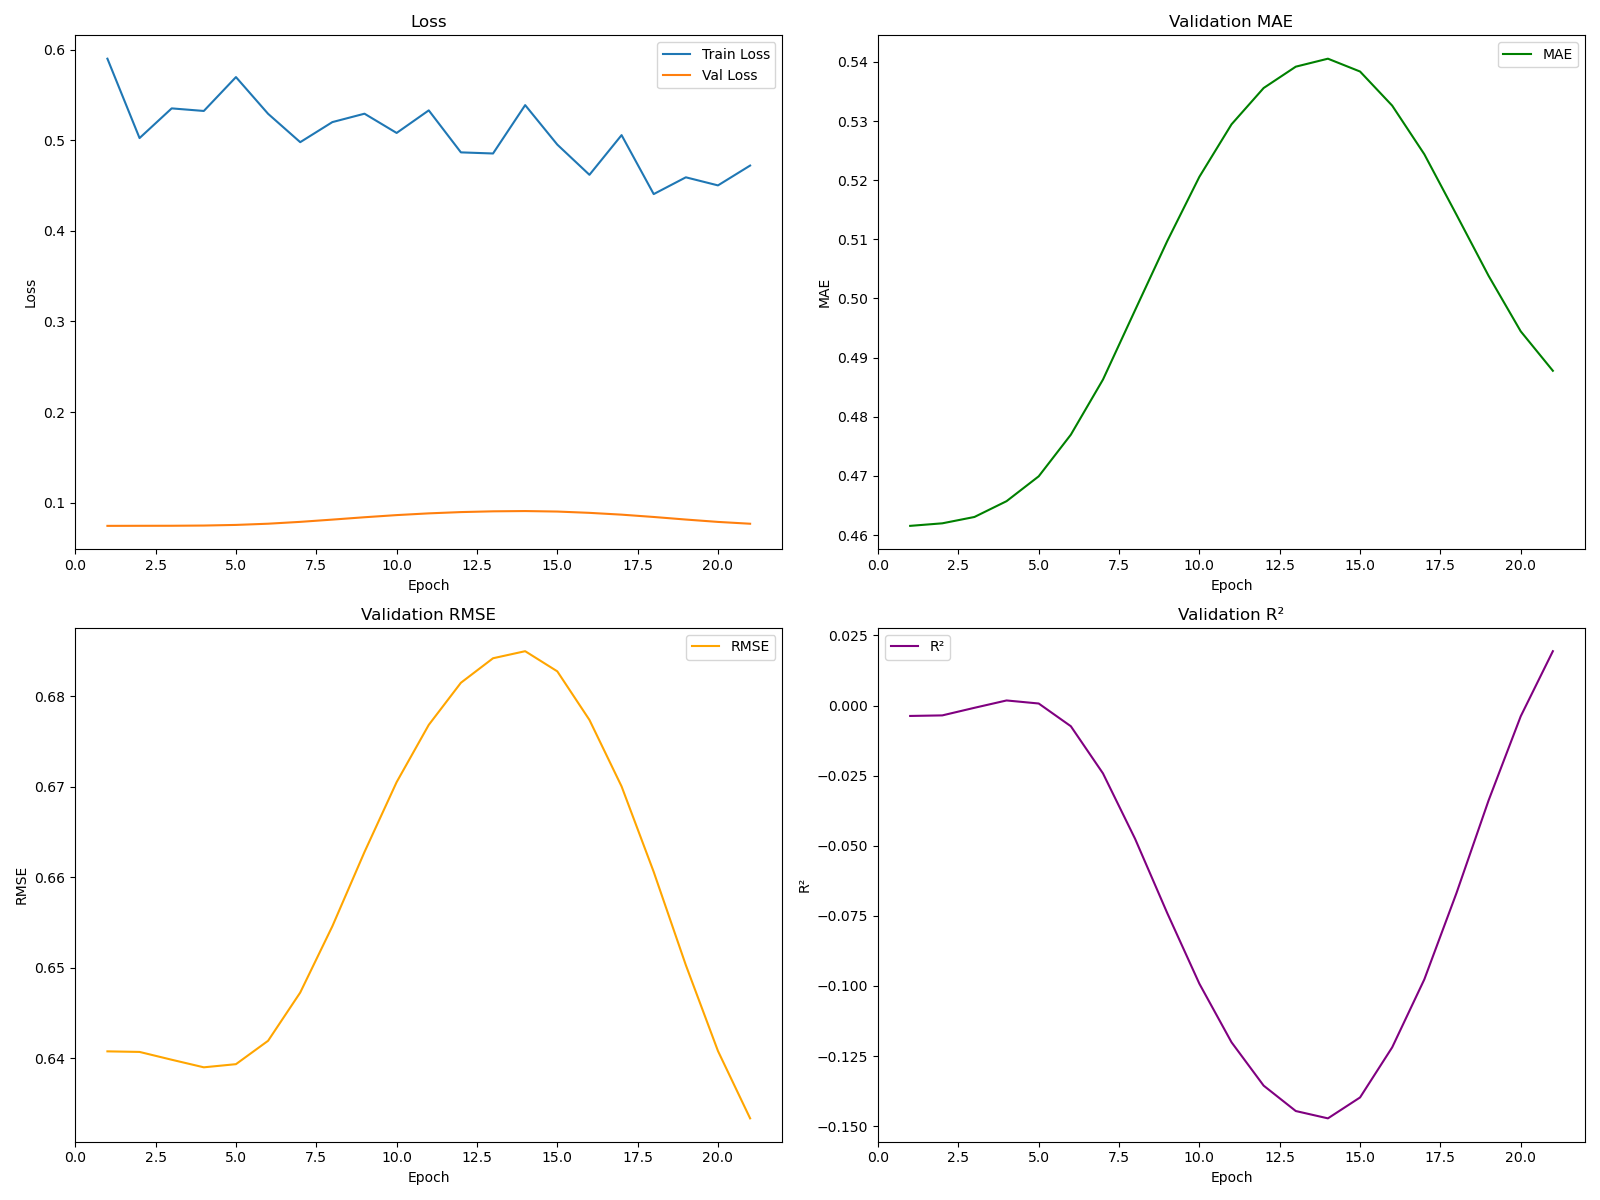 Loss
Train Loss
Val Loss
0.6
0.5
0.4
0.3
0.2
0.1
Loss
0.0 2.5 5.0 7.5 10.0 12.5 15.0 17.5 20.0
Epoch
Validation MAE
MAE
0.54
0.53
0.52
0.51
0.50
0.49
0.48
0.47
0.46
MAE
0.0 2.5 5.0 7.5 10.0 12.5 15.0 17.5 20.0
Epoch
Validation RMSE
RMSE
0.68
0.67
0.66
0.65
0.64
RMSE
0.0 2.5 5.0 7.5 10.0 12.5 15.0 17.5 20.0
Epoch
Validation R²
R²
0.025
0.000
−0.025
−0.050
−0.075
−0.100
−0.125
−0.150
R²
0.0 2.5 5.0 7.5 10.0 12.5 15.0 17.5 20.0
Epoch